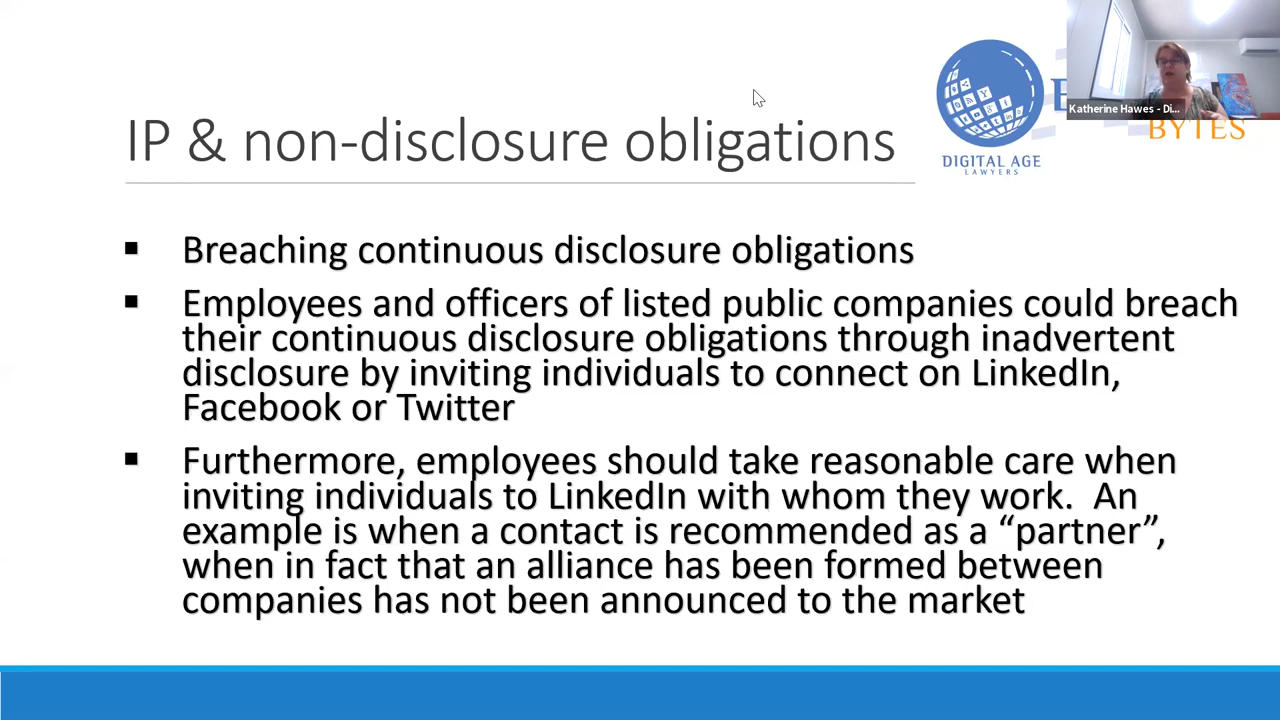 Katherine Hawes - Di...
BYTES
DIGITAL AGE
LAWYERS
IP & non-disclosure obligations
▪ Breaching continuous disclosure obligations
▪ Employees and officers of listed public companies could breach
their continuous disclosure obligations through inadvertent
disclosure by inviting individuals to connect on LinkedIn,
Facebook or Twitter
▪ Furthermore, employees should take reasonable care when
inviting individuals to LinkedIn with whom they work. An
example is when a contact is recommended as a “partner”,
when in fact that an alliance has been formed between
companies has not been announced to the market